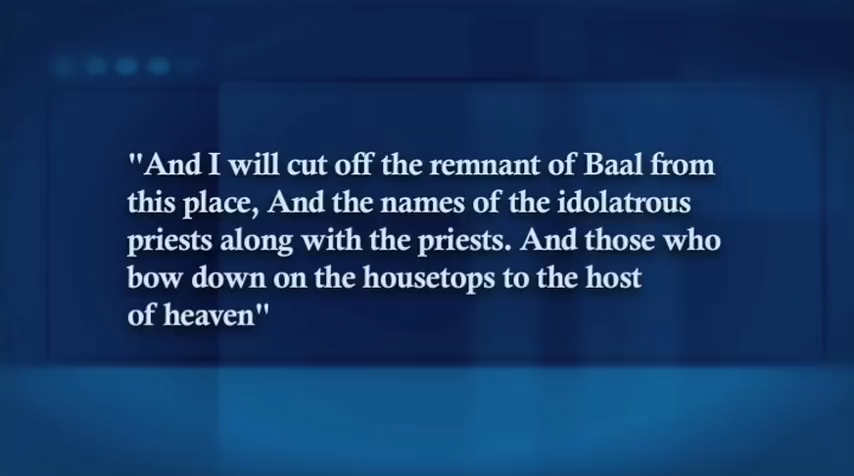 "And I will cut off the remnant of Baal from
this place, And the names of the idolatrous
priests along with the priests. And those who
bow down on the housetops to the host
of heaven"